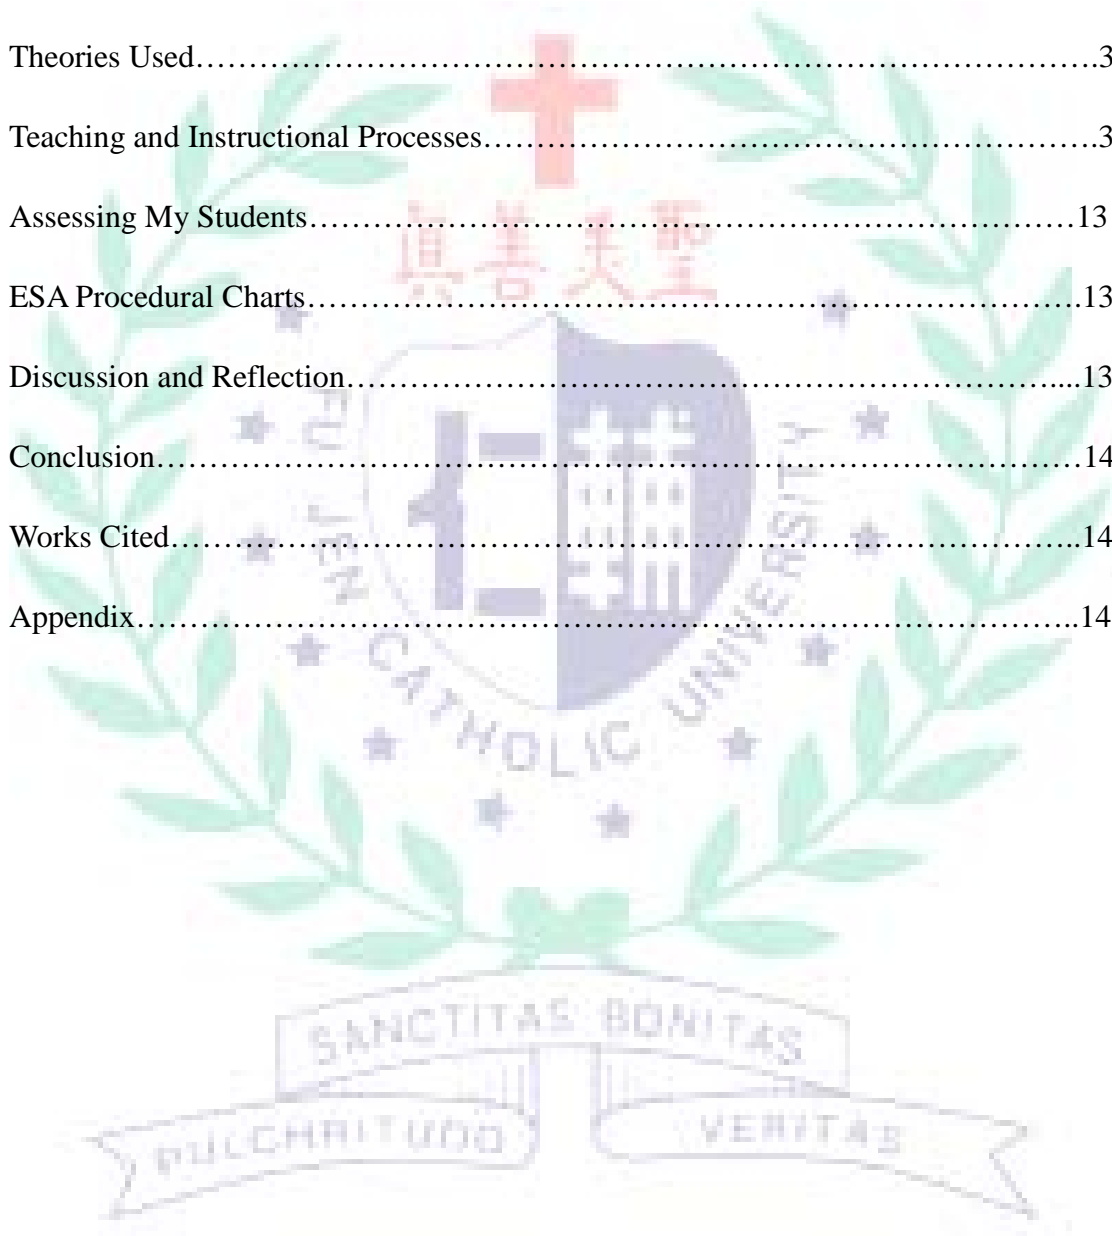 Theories Used……………………………………………………………………………….3
Teaching and Instructional Processes…………………………………………………….3
Assessing My Students…………………………………………………………………13
ESA Procedural Charts…………………………………………………………………….13
Discussion and Reflection……………………………………………………………....13
Conclusion…………………………………………………………………………………14
Works Cited………………………………………………………………………………..14
Appendix…………………………………………………………………………………..14
眞善美聖
FU JEN CATHOLIC UNIVERSITY
SANCTITAS BONITAS
PULCHRITUDO VERITAS